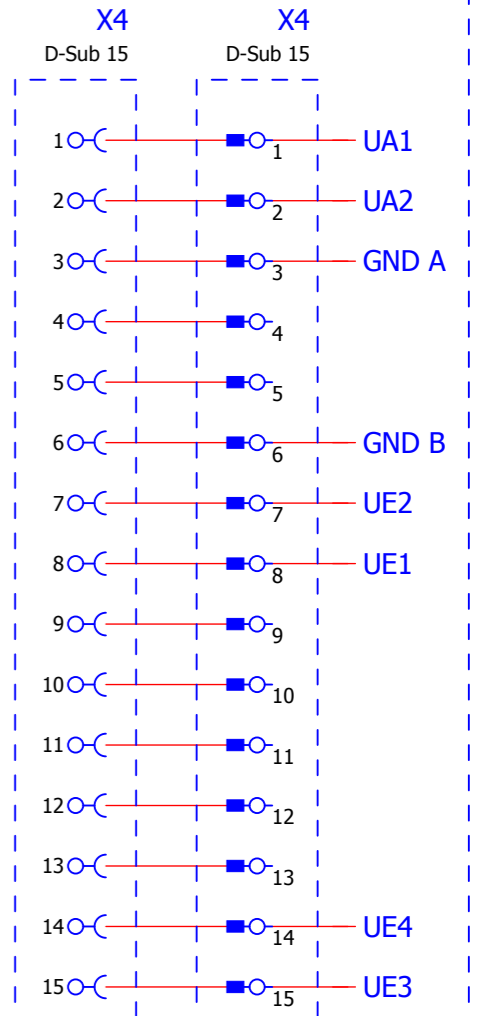 X4 X4
D-Sub 15 D-Sub 15
1 1 UA1
2 2 UA2
3 3 GND A
4 4
5 5
6 6 GND B
7 7 UE2
8 8 UE1
9 9
10 10
11 11
12 12
13 13
14 14 UE4
15 15 UE3